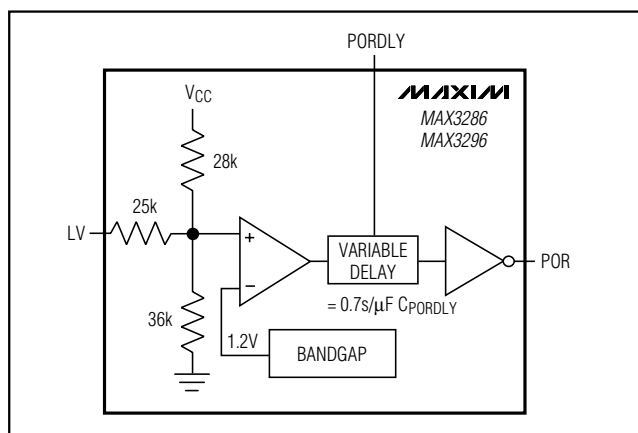 PORDLY
MAXIM
MAX3286
MAX3296
VCC
28k
25k
LV
+
−
VARIABLE
DELAY
POR
= 0.7s/μF CPORDLY
36k
1.2V
BANDGAP